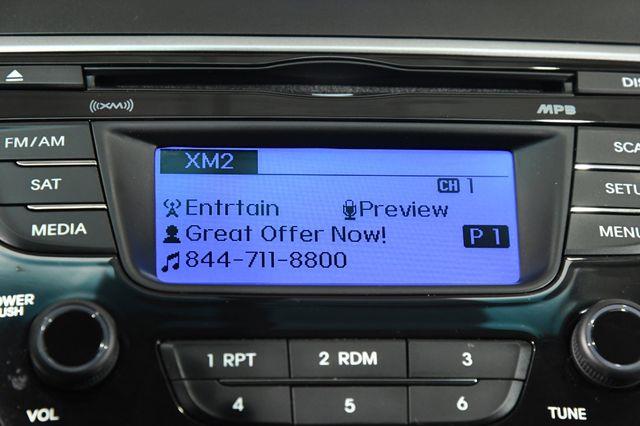 DIS
((XM))
MP3
FM/AM
XM2
SCA
CH 1
SAT
SETU
Entrtain Preview
MEDIA
Great Offer Now!
P 1
MENU
844-711-8800
OWER
USH
1 RPT
2 RDM
3
4
5
6
VOL
TUNE